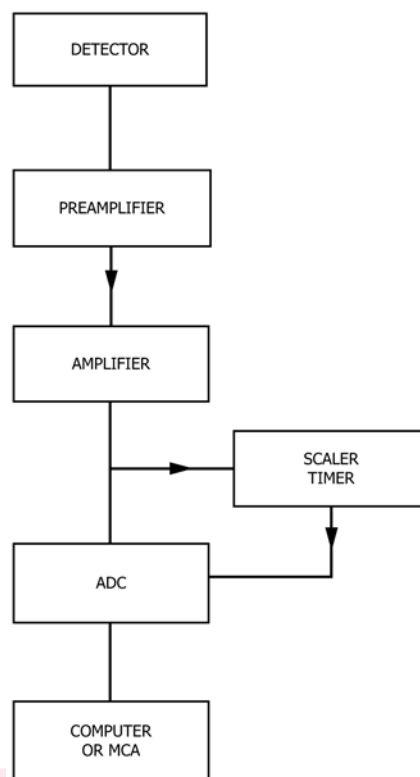 DETECTOR
PREAMPLIFIER
AMPLIFIER
SCALER
TIMER
ADC
COMPUTER
OR MCA